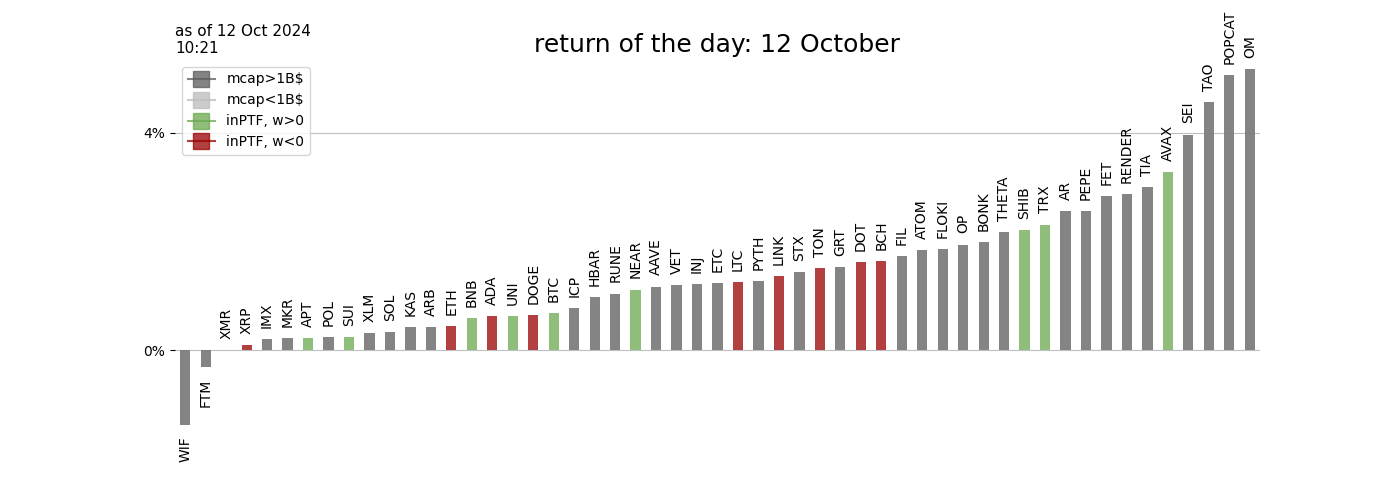 as of 12 Oct 2024
10:21
return of the day: 12 October
mcap>1B$
mcap<1B$
inPTF, w>0
inPTF, w<0
4%
0%
WIF
FTM
XMR
XRP
IMX
MKR
APT
POL
SUI
XLM
SOL
KAS
ARB
ETH
BNB
ADA
UNI
DOGE
BTC
ICP
HBAR
RUNE
NEAR
AAVE
VET
INJ
ETC
LTC
PYTH
LINK
STX
TON
GRT
DOT
BCH
FIL
ATOM
FLOKI
OP
BONK
THETA
SHIB
TRX
AR
PEPE
FET
RENDER
TIA
AVAX
SEI
TAO
POPCAT
OM